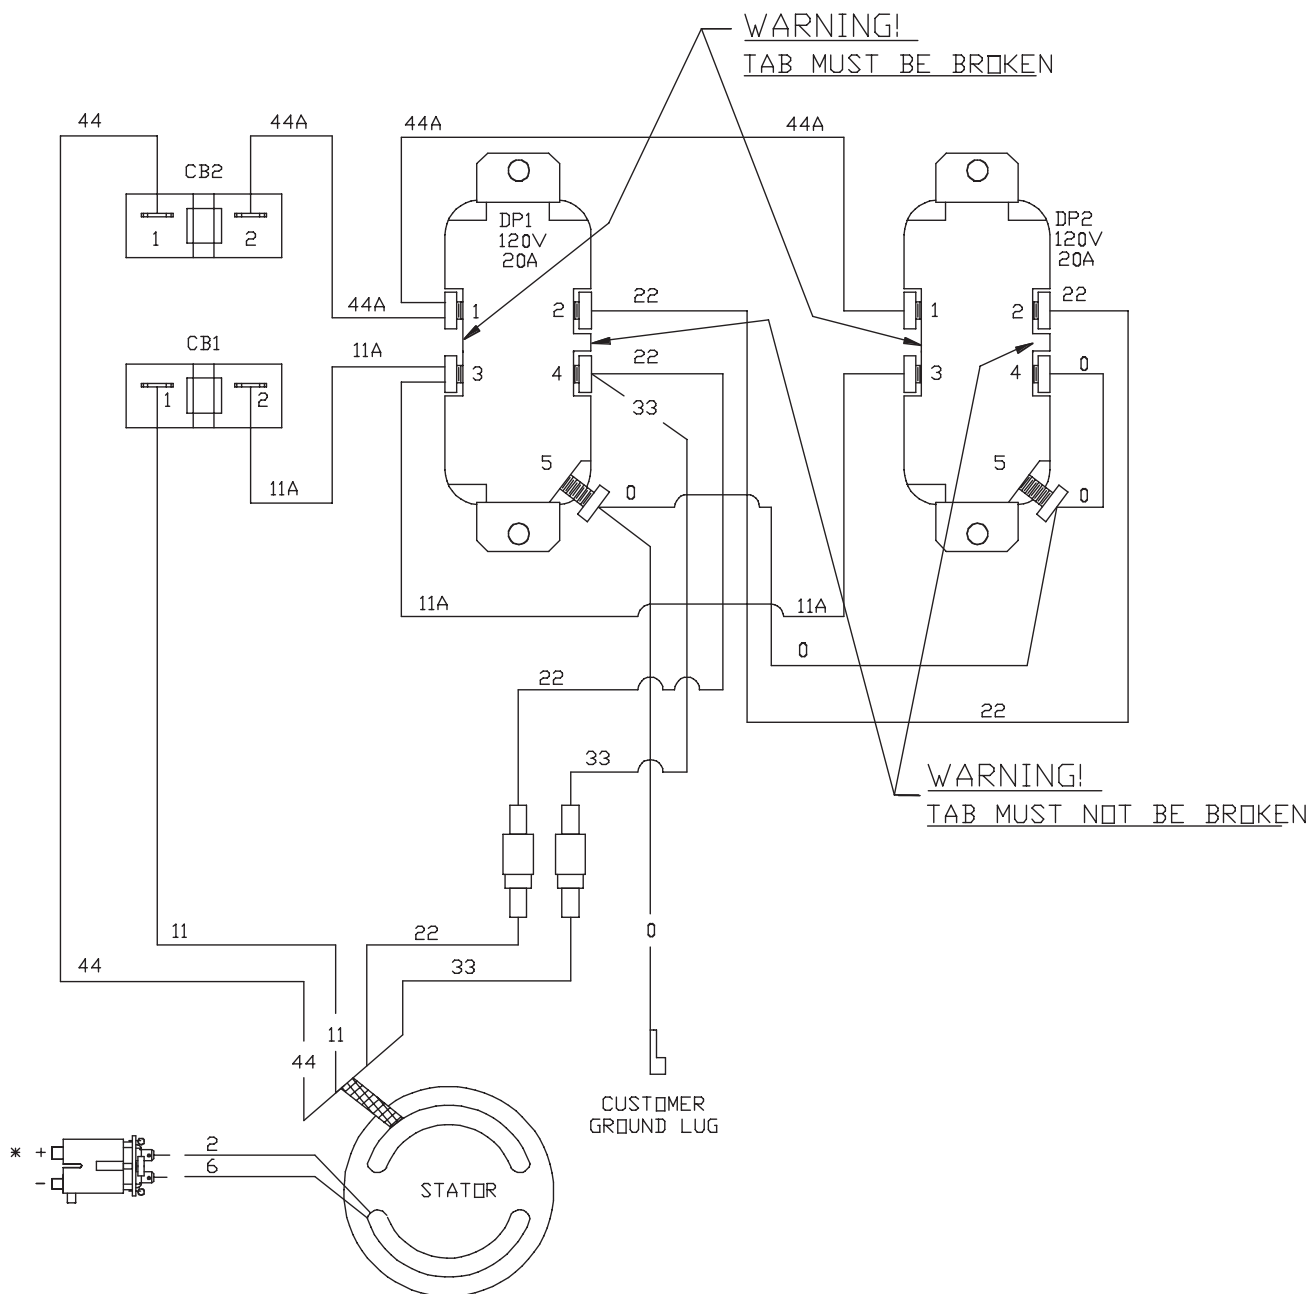 WARNING!
TAB MUST BE BROKEN
44
44A
44A
44A
CB2
1
2
DP1
120V
20A
DP2
120V
20A
44A
1
2
22
1
2
22
CB1
11A
22
3
4
3
4
0
1
2
33
5
5
11A
0
0
11A
11A
0
22
22
33
WARNING!
TAB MUST NOT BE BROKEN
11
22
0
44
33
11
44
CUSTOMER
GROUND LUG
* +
2
6
-
STATOR